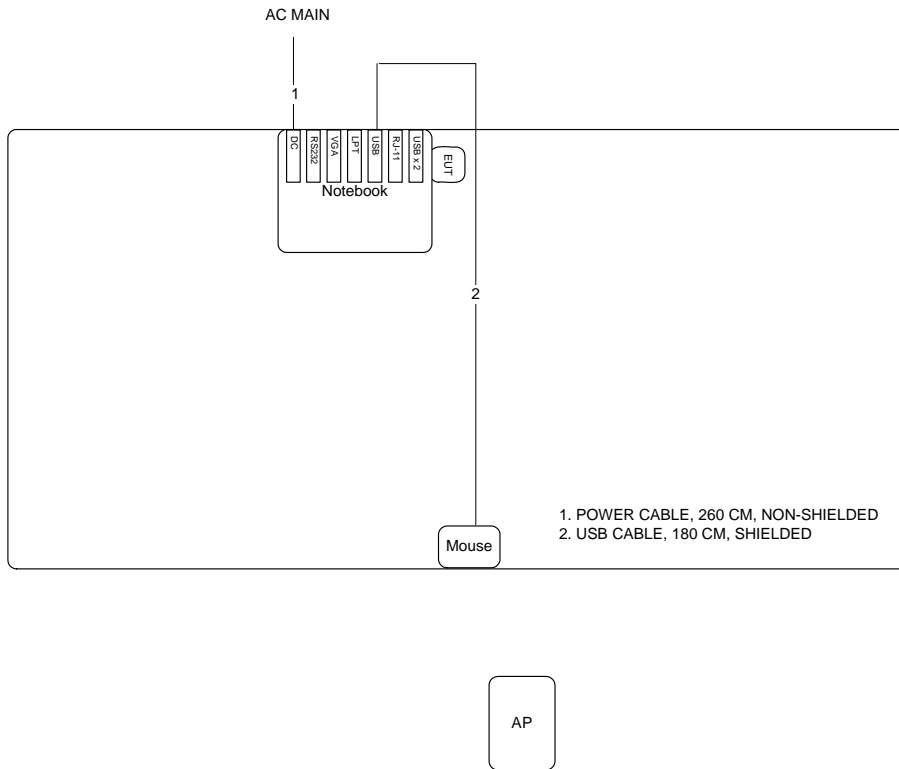 AC MAIN
1
DC
RS232
VGA
LPT
USB
RJ-11
USB x 2
EUT
Notebook
2
1. POWER CABLE, 260 CM, NON-SHIELDED
2. USB CABLE, 180 CM, SHIELDED
Mouse
AP